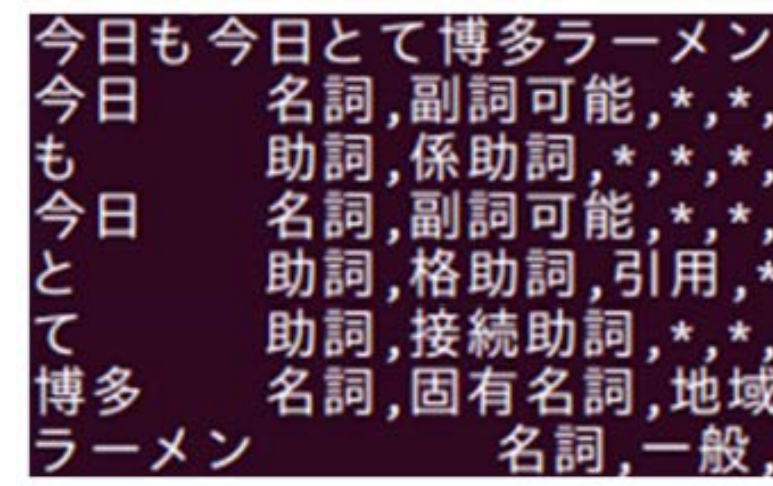 今日も今日とて博多ラーメン
今日 名詞,副詞可能,*,*,
も 助詞,係助詞,*,*,*,
今日 名詞,副詞可能,*,*,
と 助詞,格助詞,引用,*
て 助詞,接続助詞,*,*,
博多 名詞,固有名詞,地域
ラーメン 名詞,一般,